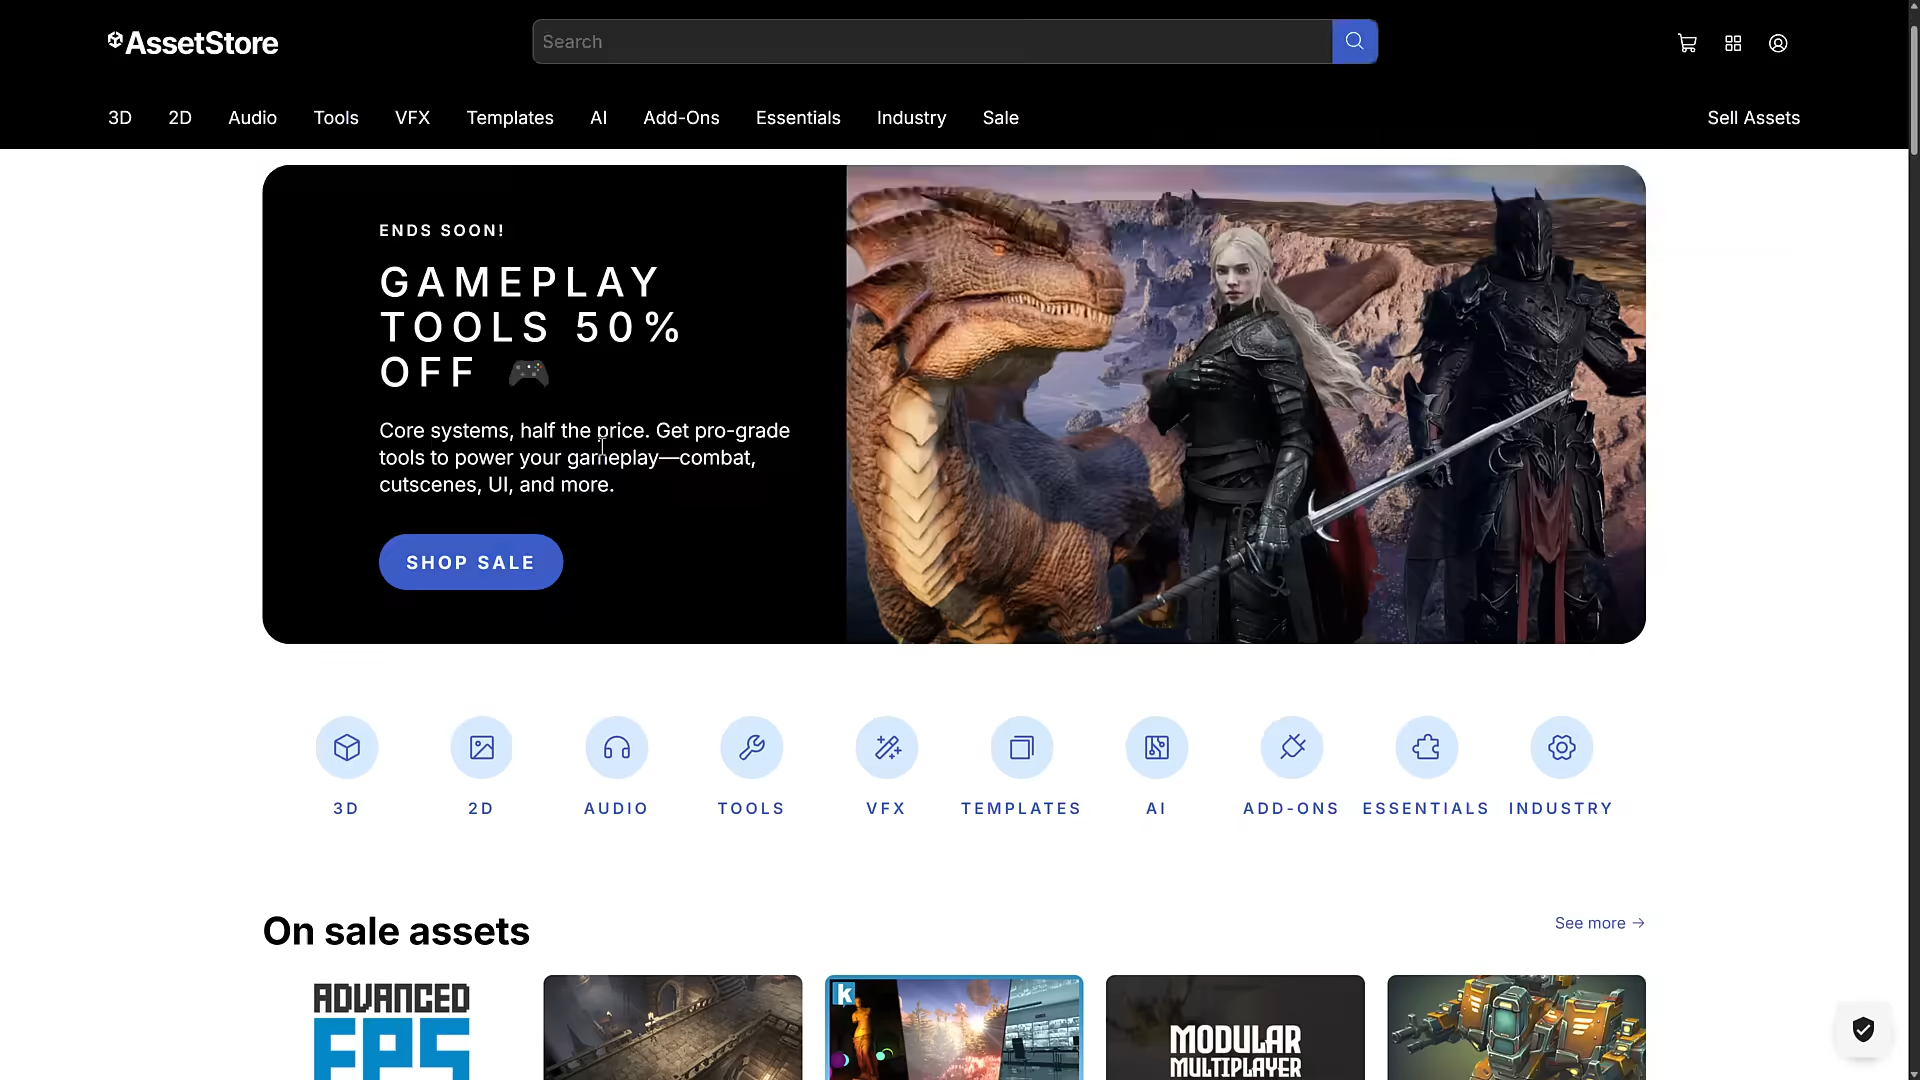 AssetStore
Search
3D 2D Audio Tools VFX Templates AI Add-Ons Essentials Industry Sale Sell Assets
ENDS SOON!
GAMEPLAY
TOOLS 50%
OFF 🎮
Core systems, half the price. Get pro-grade
tools to power your gameplay—combat,
cutscenes, UI, and more.
SHOP SALE
3D 2D AUDIO TOOLS VFX TEMPLATES AI ADD-ONS ESSENTIALS INDUSTRY
On sale assets
See more →
ADVANCED
FPS
k
MODULAR
MULTIPLAYER